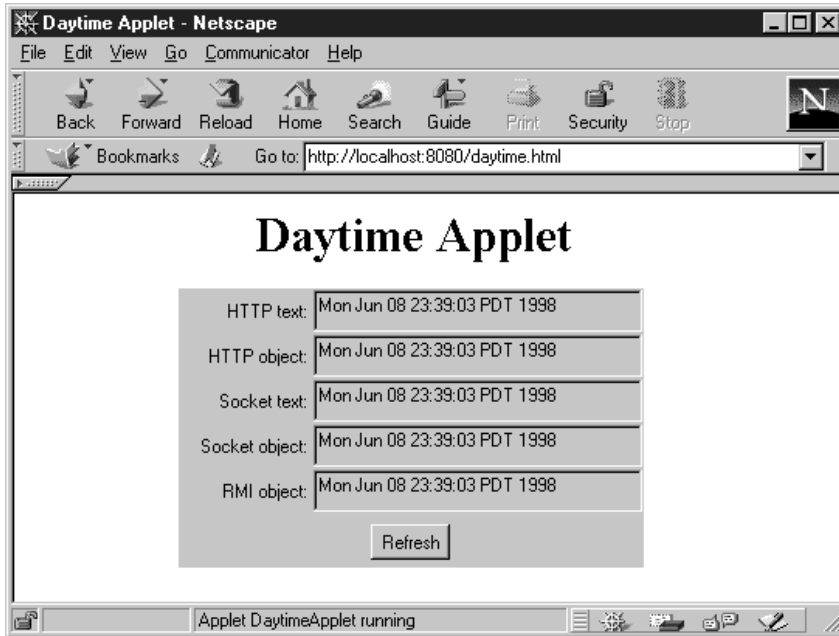 Daytime Applet - Netscape
File Edit View Go Communicator Help
Back Forward Reload Home Search Guide Print Security Stop
N
Bookmarks Go to: http://localhost:8080/daytime.html
Daytime Applet
HTTP text: Mon Jun 08 23:39:03 PDT 1998
HTTP object: Mon Jun 08 23:39:03 PDT 1998
Socket text: Mon Jun 08 23:39:03 PDT 1998
Socket object: Mon Jun 08 23:39:03 PDT 1998
RMI object: Mon Jun 08 23:39:03 PDT 1998
Refresh
Applet DaytimeApplet running